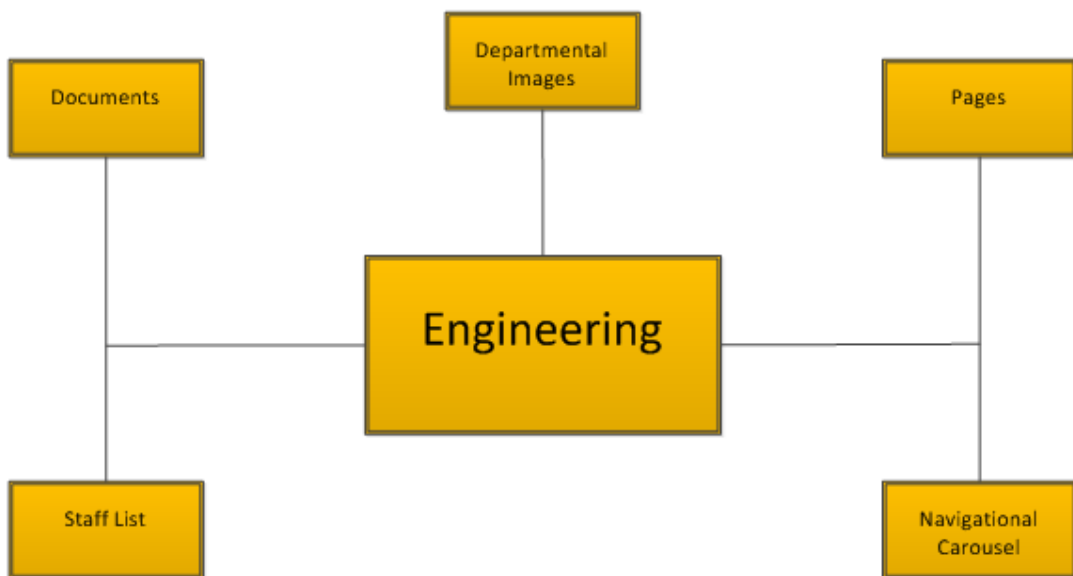 Departmental
Images
Documents
Pages
Engineering
Staff List
Navigational
Carousel